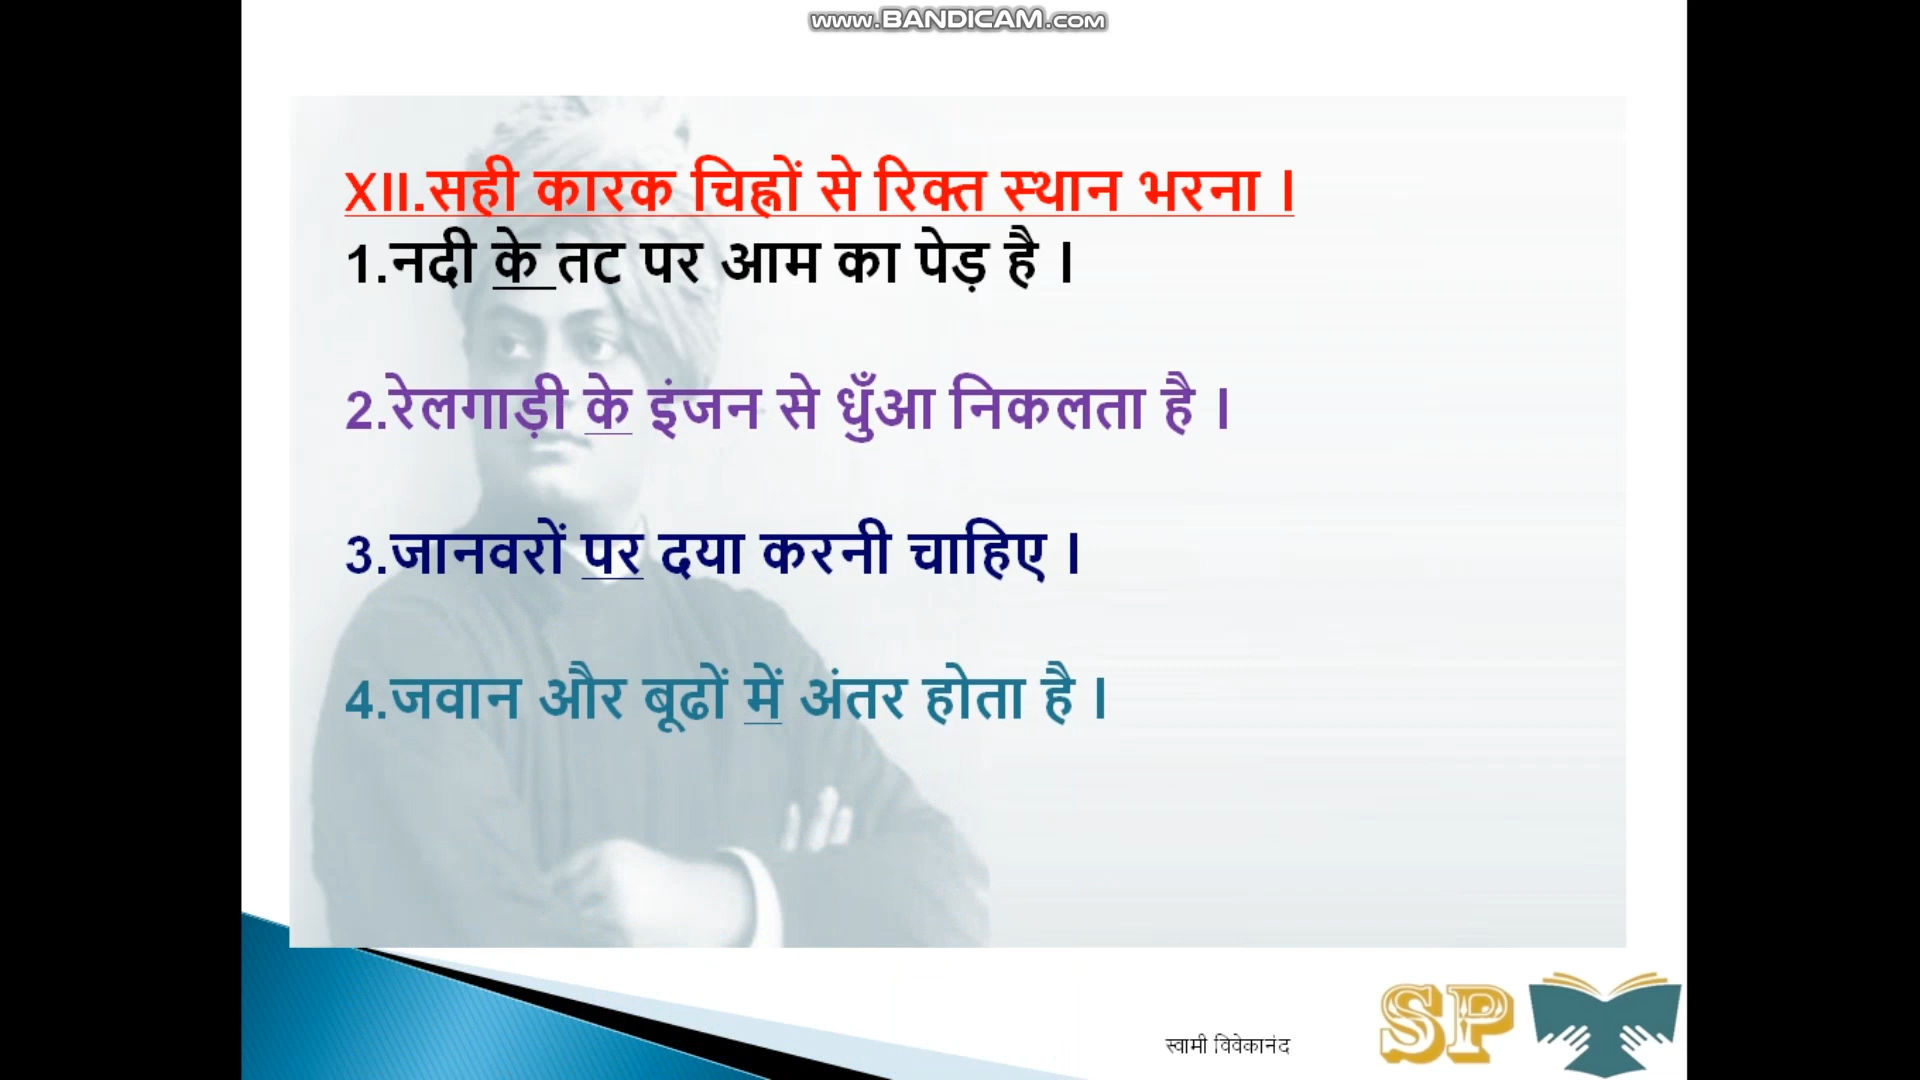 www.BANDICAM.com
XII.सही कारक चिह्नों से रिक्त स्थान भरना ।
1.नदी के तट पर आम का पेड़ है ।
2.रेलगाड़ी के इंजन से धुँआ निकलता है ।
3.जानवरों पर दया करनी चाहिए ।
4.जवान और बूढों में अंतर होता है ।
स्वामी विवेकानंद
SP